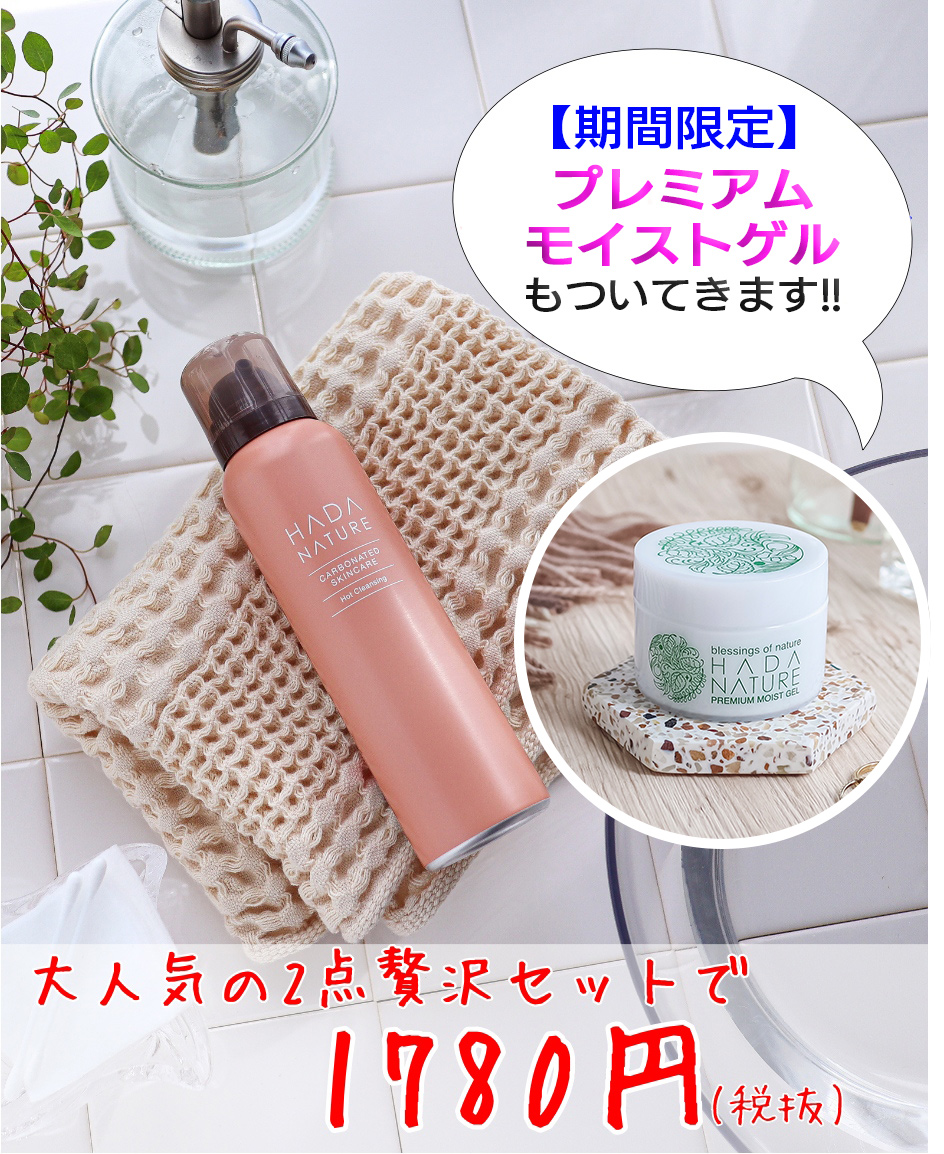 【期間限定】
プレミアム
モイストゲル
もついてきます!!
HADA
NATURE
CARBONATED
SKINCARE
Hot Cleansing
blessings of nature
HADA
NATURE
PREMIUM MOIST GEL
大人気の2点贅沢セットで
1780円(税抜)